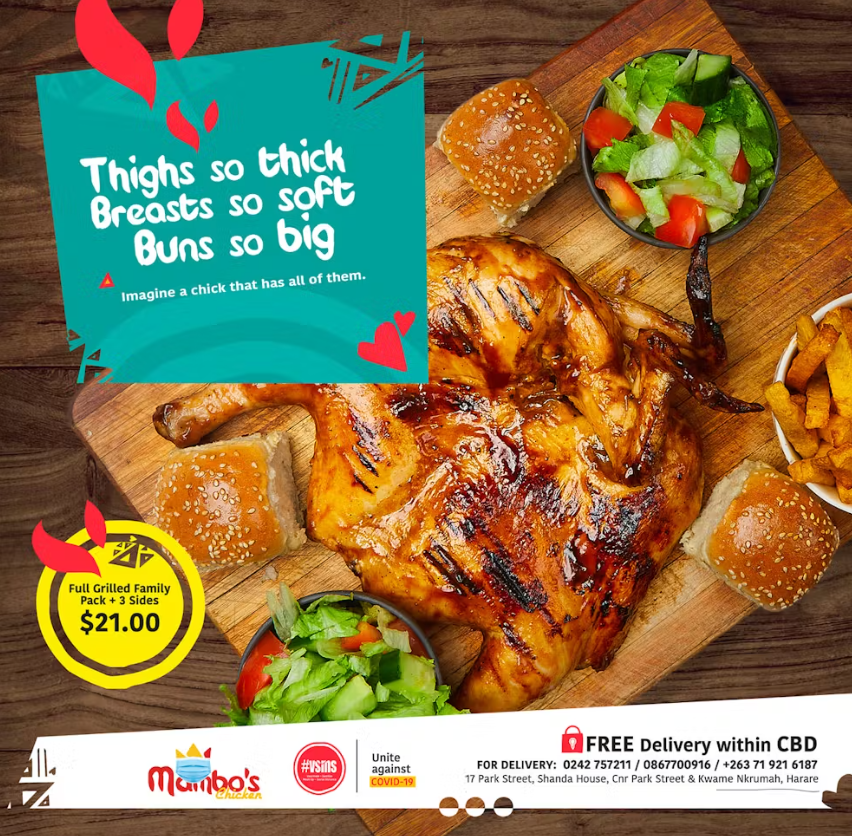 Thighs so thick
Breasts so soft
Buns so big
Imagine a chick that has all of them.
Full Grilled Family
Pack + 3 Sides
$21.00
Mambo's
Chicken
#vsins
Unite
against
COVID-19
FREE Delivery within CBD
FOR DELIVERY: 0242 757211 / 0867700916 / +263 71 921 6187
17 Park Street, Shanda House, Cnr Park Street & Kwame Nkrumah, Harare